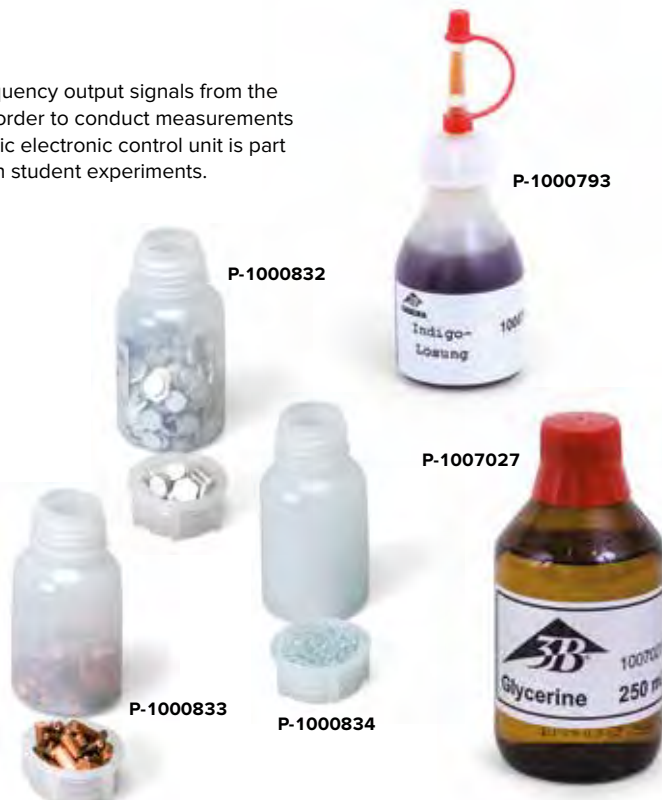 quency output signals from the
order to conduct measurements
ic electronic control unit is part
n student experiments.
P-1000793
P-1000832
Indigo-
Losung
P-1007027
3B
Glycerine
250 m
P-1000833
P-1000834